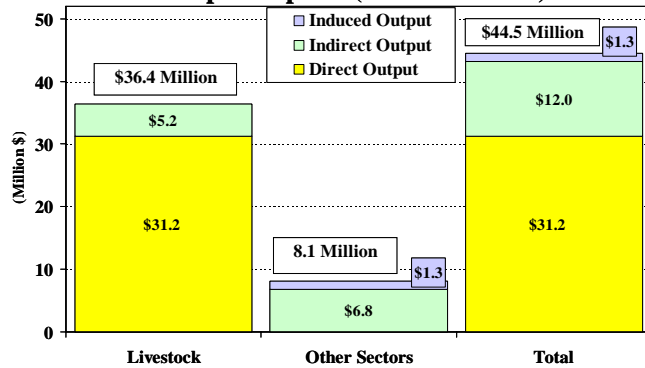 50
40
30
20
10
0
(Million $)
Induced Output
Indirect Output
Direct Output
$36.4 Million
$5.2
$31.2
8.1 Million
$1.3
$6.8
$44.5 Million
$1.3
$12.0
$31.2
Livestock
Other Sectors
Total